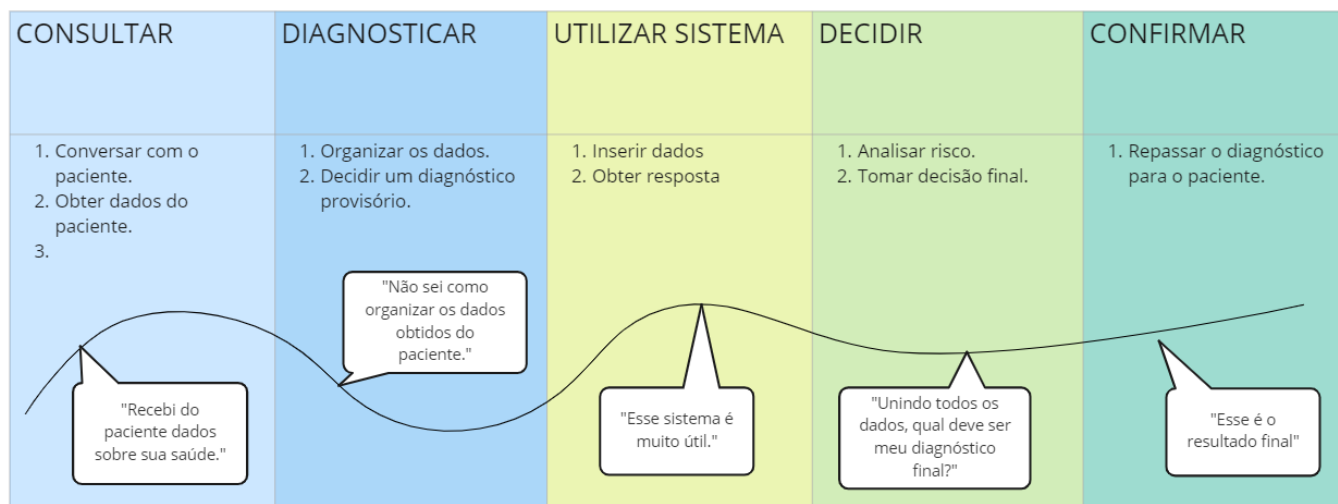 CONSULTAR
DIAGNOSTICAR
UTILIZAR SISTEMA
DECIDIR
CONFIRMAR
1. Conversar com o
paciente.
2. Obter dados do
paciente.
3.
1. Organizar os dados.
2. Decidir um diagnóstico
provisório.
1. Inserir dados
2. Obter resposta
1. Analisar risco.
2. Tomar decisão final.
1. Repassar o diagnóstico
para o paciente.
"Recebi do
paciente dados
sobre sua saúde."
"Não sei como
organizar os dados
obtidos do
paciente."
"Esse sistema é
muito útil."
"Unindo todos os
dados, qual deve ser
meu diagnóstico
final?"
"Esse é o
resultado final"